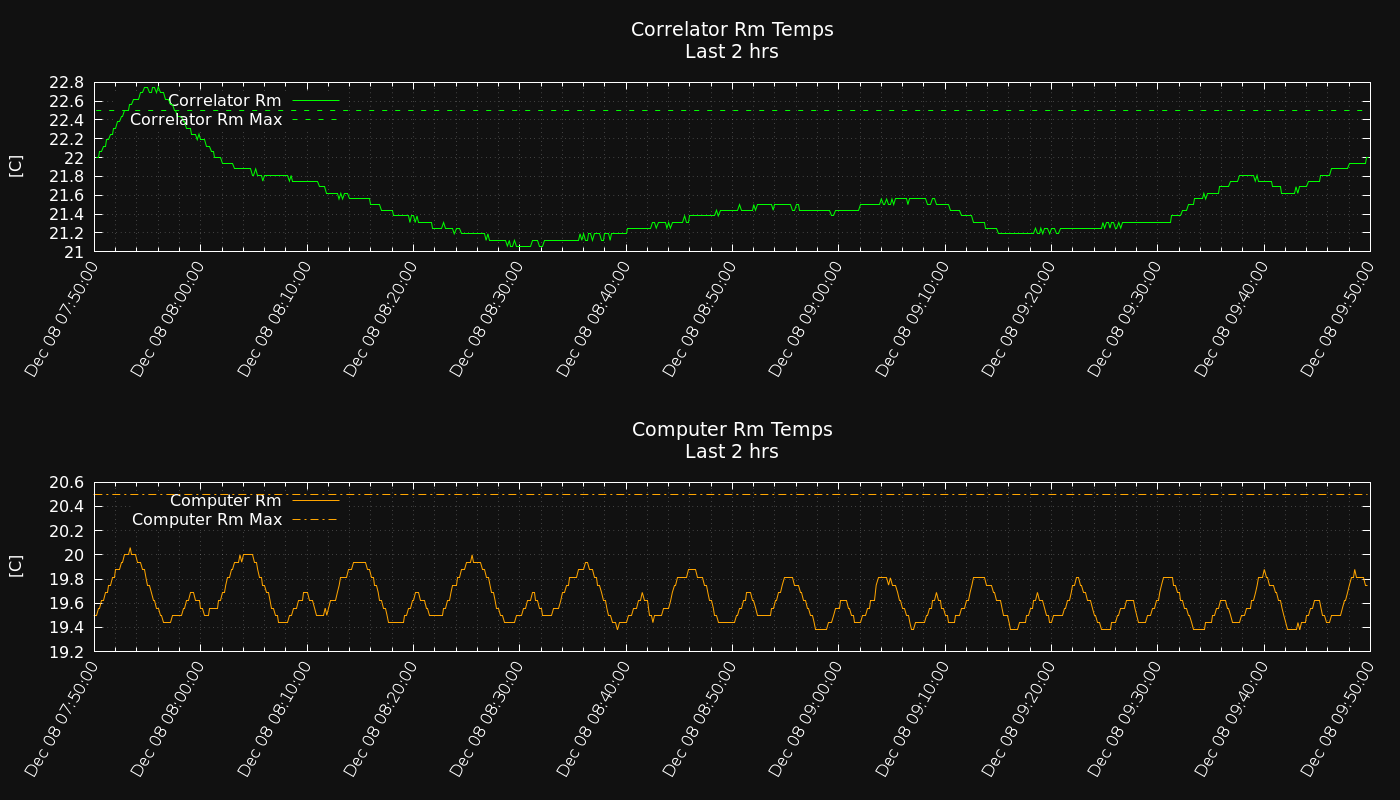 Correlator Rm Temps
Last 2 hrs
22.8
22.6
22.4
22.2
22
21.8
21.6
21.4
21.2
21
[C]
Correlator Rm
Correlator Rm Max
Dec 08 07:50:00
Dec 08 08:00:00
Dec 08 08:10:00
Dec 08 08:20:00
Dec 08 08:30:00
Dec 08 08:40:00
Dec 08 08:50:00
Dec 08 09:00:00
Dec 08 09:10:00
Dec 08 09:20:00
Dec 08 09:30:00
Dec 08 09:40:00
Dec 08 09:50:00
Computer Rm Temps
Last 2 hrs
20.6
20.4
20.2
20
19.8
19.6
19.4
19.2
[C]
Computer Rm
Computer Rm Max
Dec 08 07:50:00
Dec 08 08:00:00
Dec 08 08:10:00
Dec 08 08:20:00
Dec 08 08:30:00
Dec 08 08:40:00
Dec 08 08:50:00
Dec 08 09:00:00
Dec 08 09:10:00
Dec 08 09:20:00
Dec 08 09:30:00
Dec 08 09:40:00
Dec 08 09:50:00